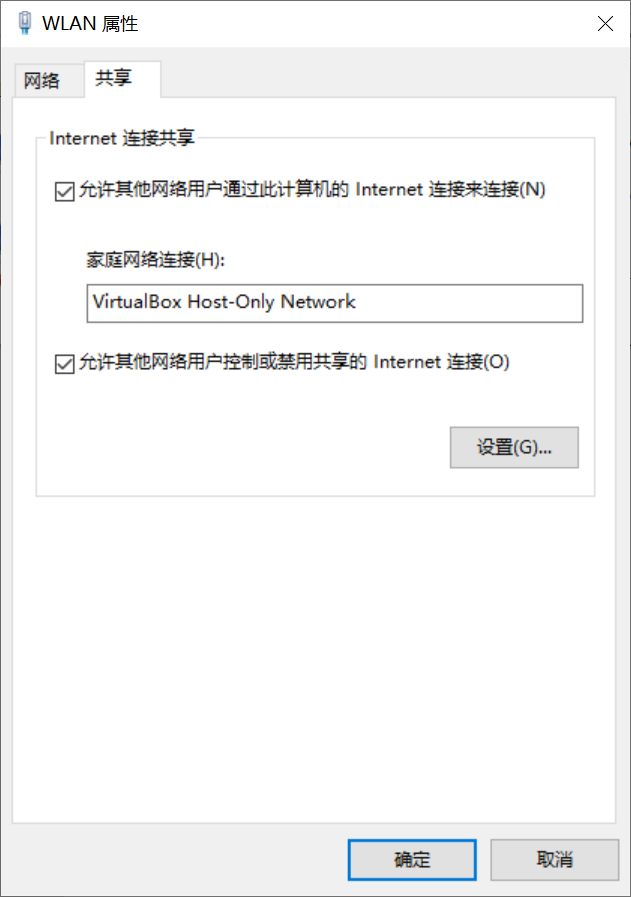 WLAN 属性
网络
共享
Internet 连接共享
允许其他网络用户通过此计算机的 Internet 连接来连接(N)
家庭网络连接(H):
VirtualBox Host-Only Network
允许其他网络用户控制或禁用共享的 Internet 连接(O)
设置(G)...
确定
取消